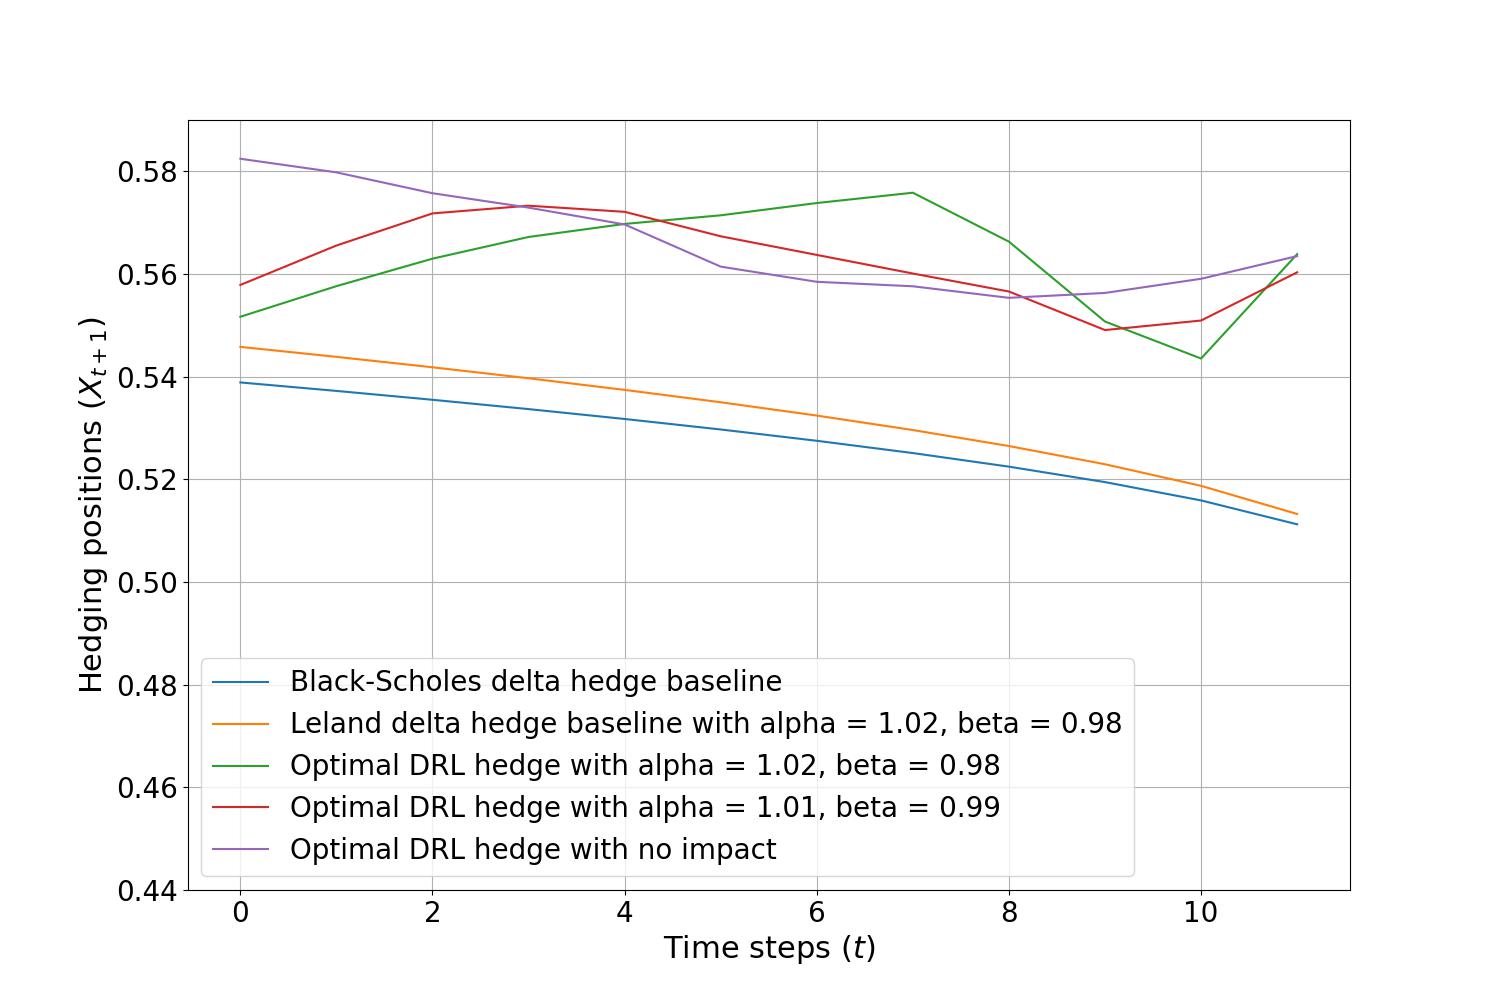 0.58
0.56
0.54
0.52
0.50
0.48
0.46
0.44
Hedging positions (X_{t+1})
Black-Scholes delta hedge baseline
Leland delta hedge baseline with alpha = 1.02, beta = 0.98
Optimal DRL hedge with alpha = 1.02, beta = 0.98
Optimal DRL hedge with alpha = 1.01, beta = 0.99
Optimal DRL hedge with no impact
0 2 4 6 8 10
Time steps (t)